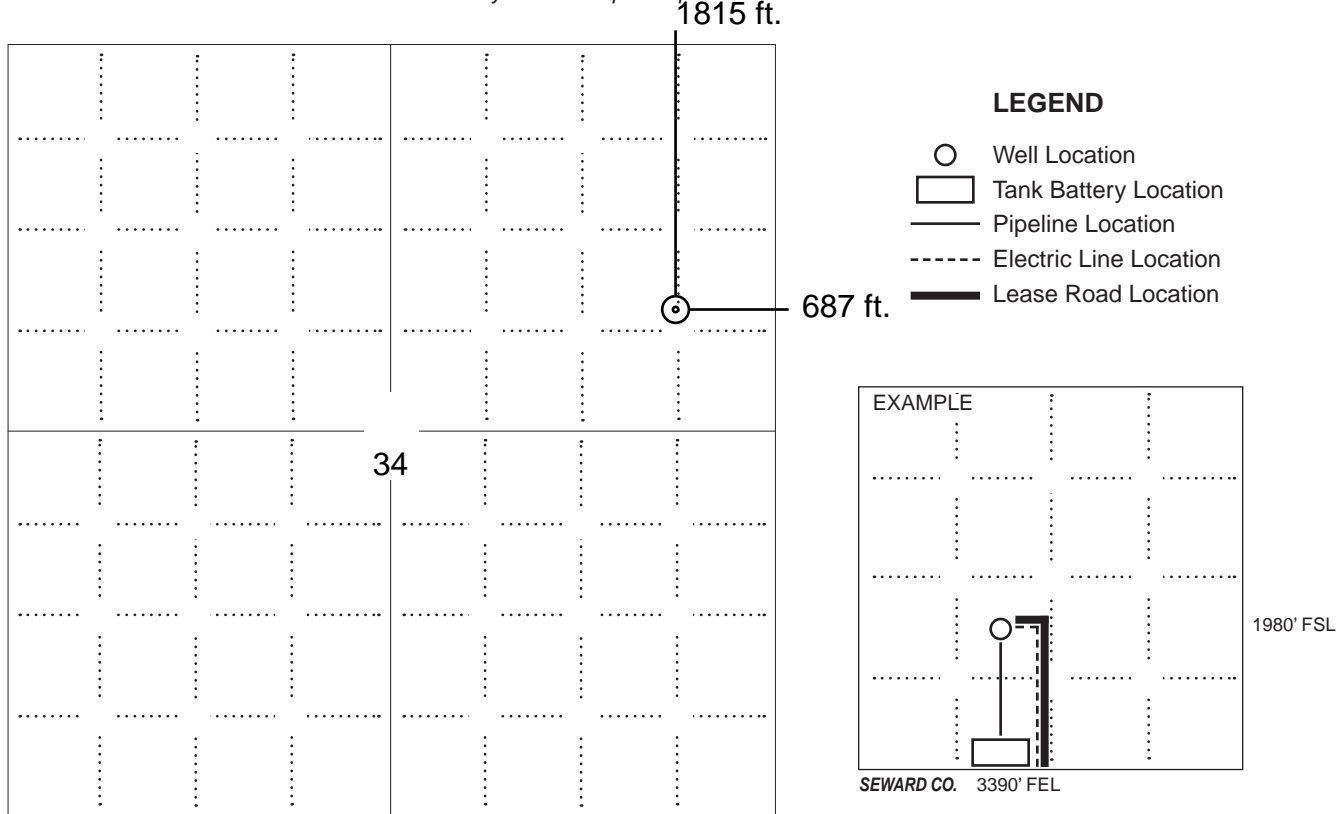 1815 ft.
LEGEND
Well Location
Tank Battery Location
Pipeline Location
Electric Line Location
Lease Road Location
687 ft.
34
EXAMPLE
1980' FSL
SEWARD CO. 3390' FEL